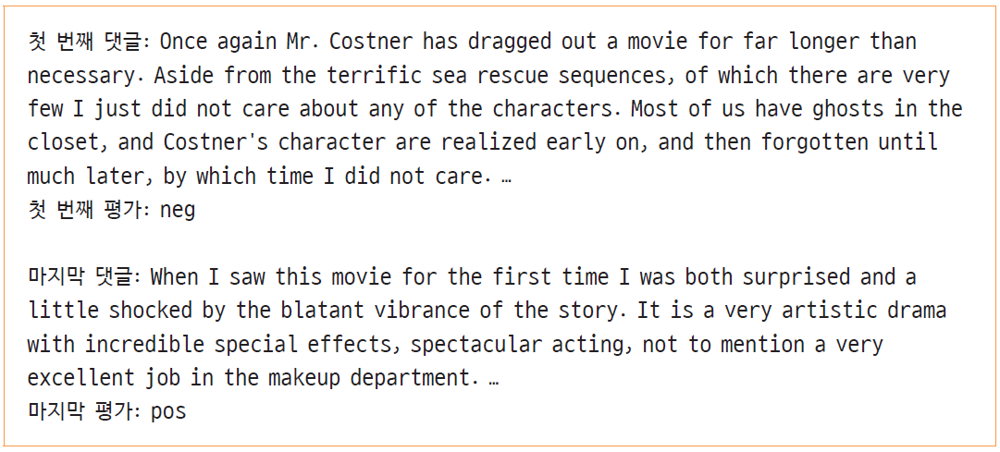 첫 번째 댓글: Once again Mr. Costner has dragged out a movie for far longer than
necessary. Aside from the terrific sea rescue sequences, of which there are very
few I just did not care about any of the characters. Most of us have ghosts in the
closet, and Costner's character are realized early on, and then forgotten until
much later, by which time I did not care. …
첫 번째 평가: neg
마지막 댓글: When I saw this movie for the first time I was both surprised and a
little shocked by the blatant vibrance of the story. It is a very artistic drama
with incredible special effects, spectacular acting, not to mention a very
excellent job in the makeup department. …
마지막 평가: pos